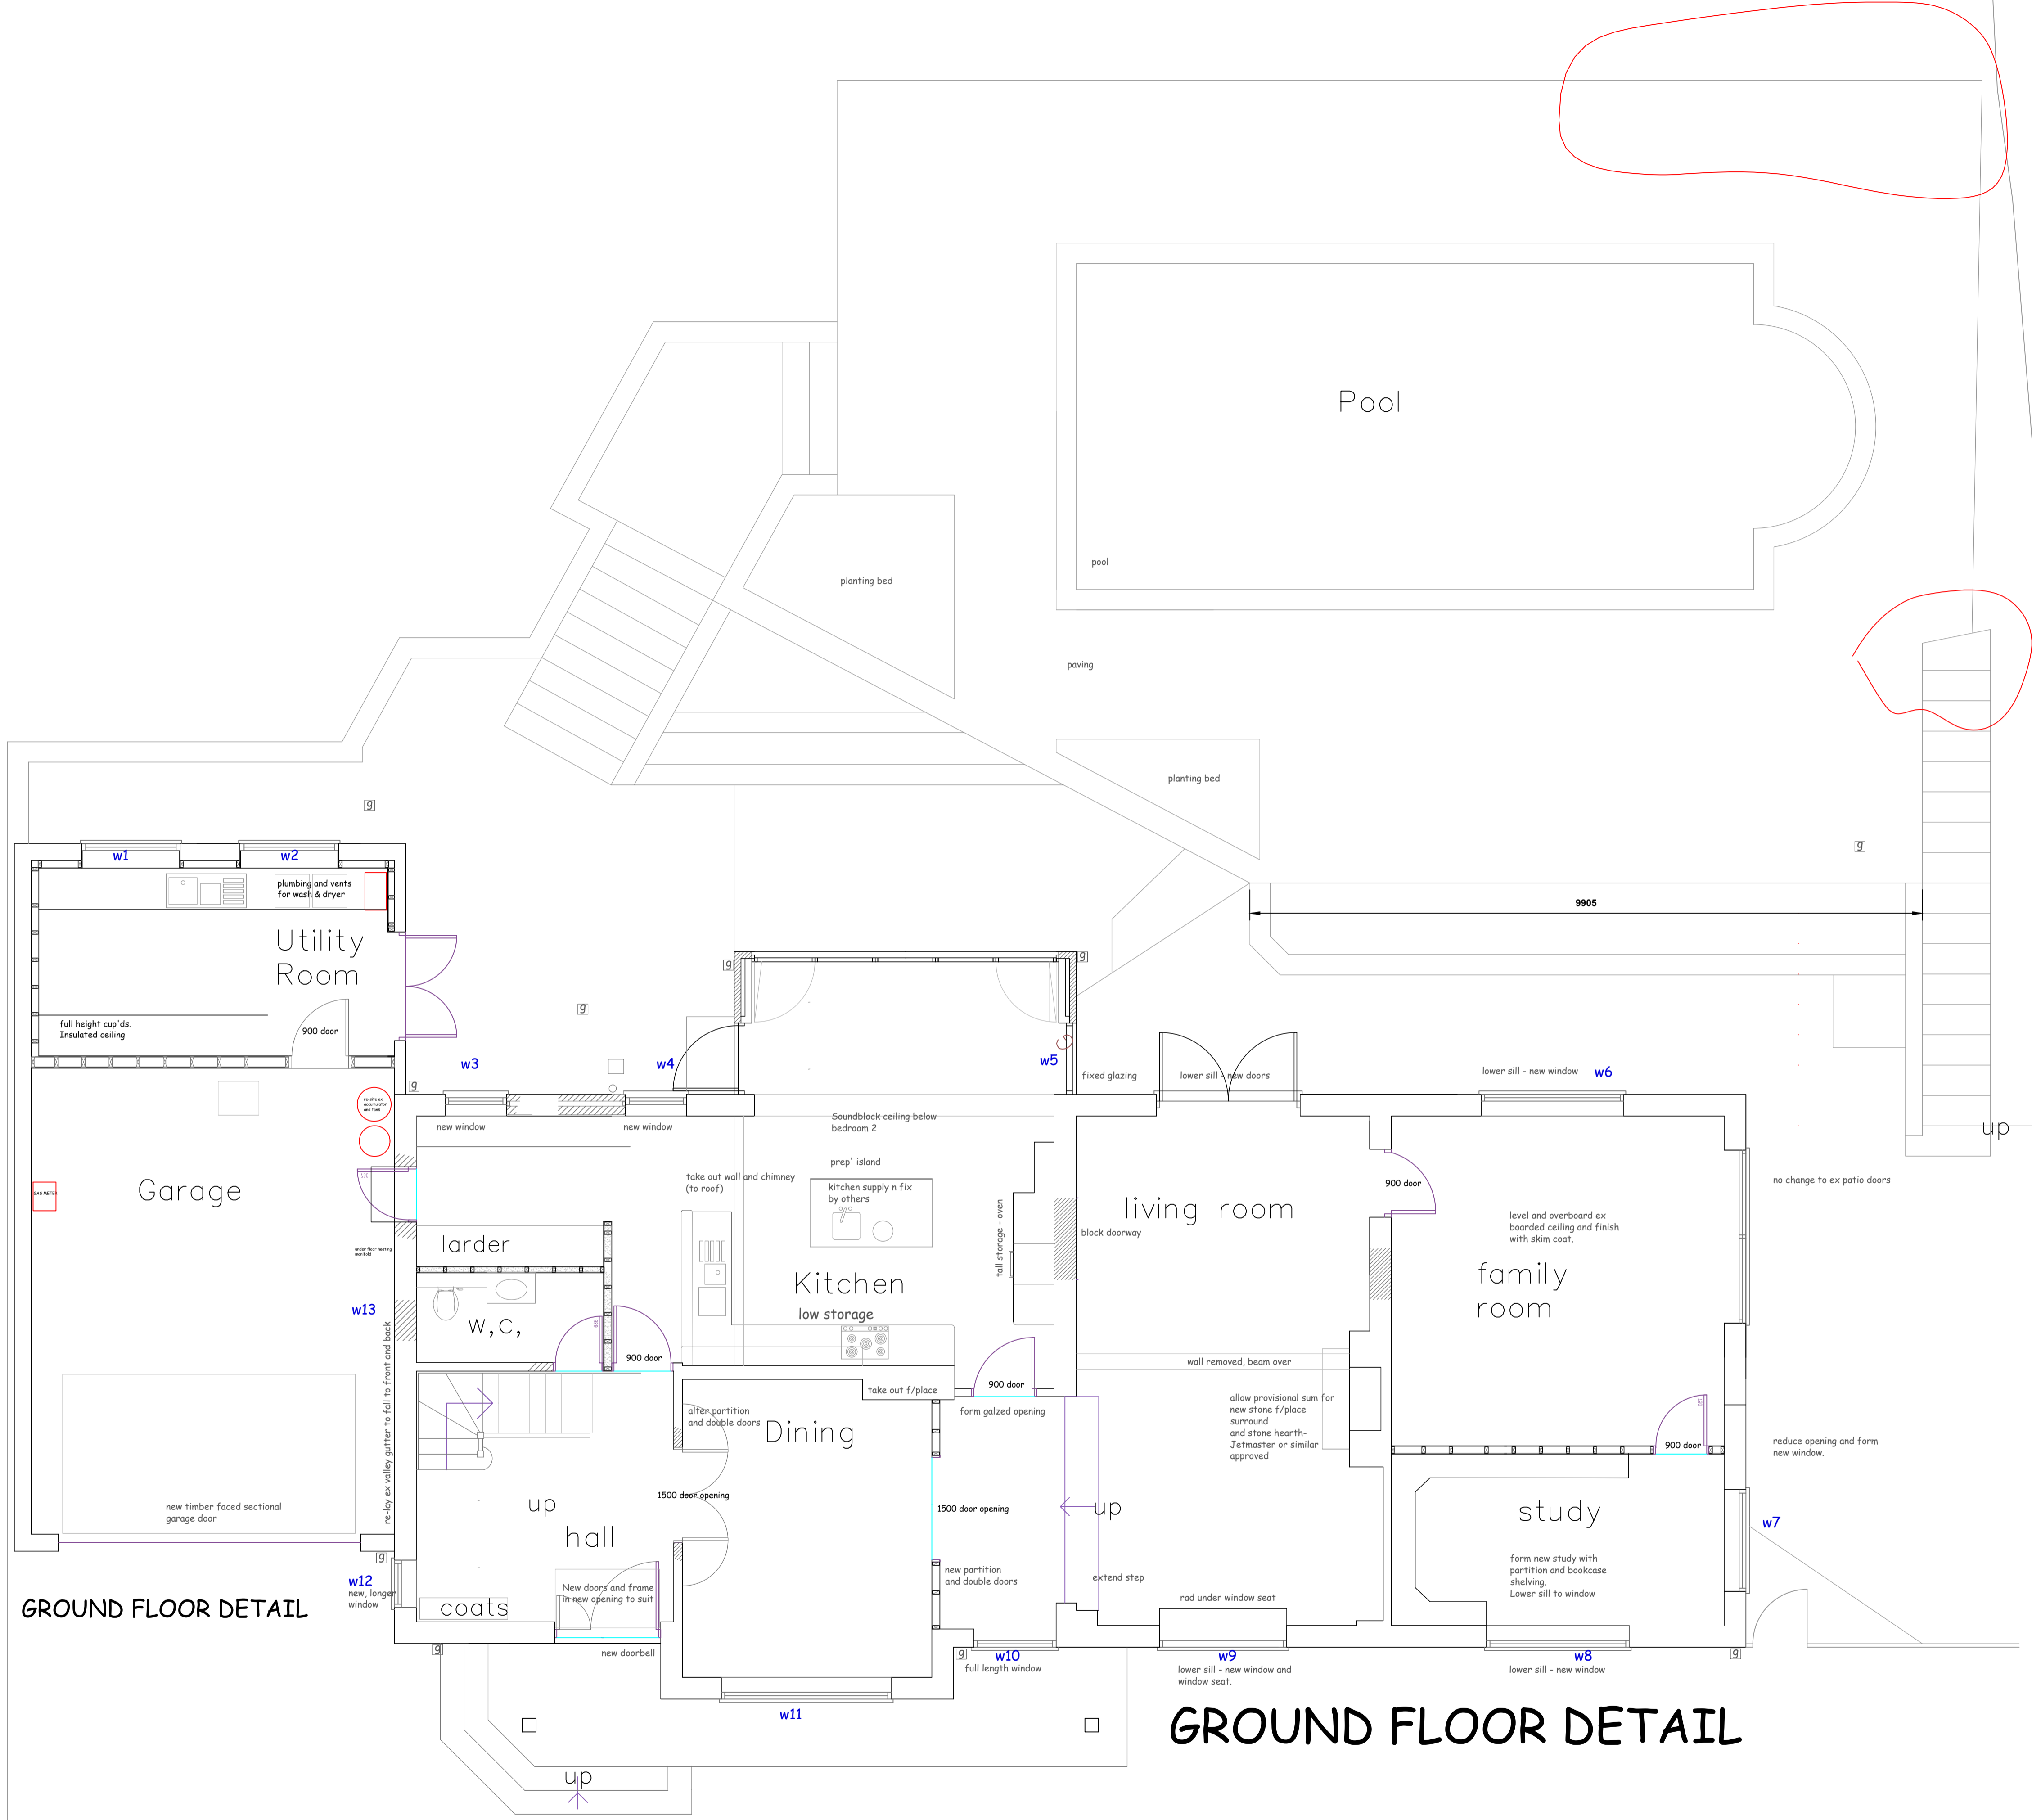 Pool
pool
planting bed
paving
planting bed
g
g
9905
w1
w2
plumbing and vents
for wash & dryer
Utility
Room
full height cup'ds.
Insulated ceiling
900 door
g
g
g
g
w3
w4
w5
fixed glazing
lower sill - new doors
lower sill - new window
w6
up
re-site ex
accumulator
and tank
new window
new window
Soundblock ceiling below
bedroom 2
prep' island
take out wall and chimney
(to roof)
kitchen supply n fix
by others
GAS METER
Garage
living room
900 door
no change to ex patio doors
tall storage - oven
block doorway
level and overboard ex
boarded ceiling and finish
with skim coat.
under floor heating
manifold
larder
Kitchen
low storage
family
room
w13
w,c,
900 door
wall removed, beam over
re-lay ex valley gutter to fall to front and back
take out f/place
900 door
form galzed opening
allow provisional sum for
new stone f/place
surround
and stone hearth-
Jetmaster or similar
approved
alter partition
and double doors
Dining
900 door
reduce opening and form
new window.
1500 door opening
1500 door opening
up
up
hall
study
w7
new timber faced sectional
garage door
g
w12
new, longer
window
New doors and frame
in new opening to suit
new partition
and double doors
extend step
form new study with
partition and bookcase
shelving.
Lower sill to window
rad under window seat
coats
GROUND FLOOR DETAIL
g
new doorbell
g
w10
full length window
w9
lower sill - new window and
window seat.
w8
lower sill - new window
g
w11
GROUND FLOOR DETAIL
up